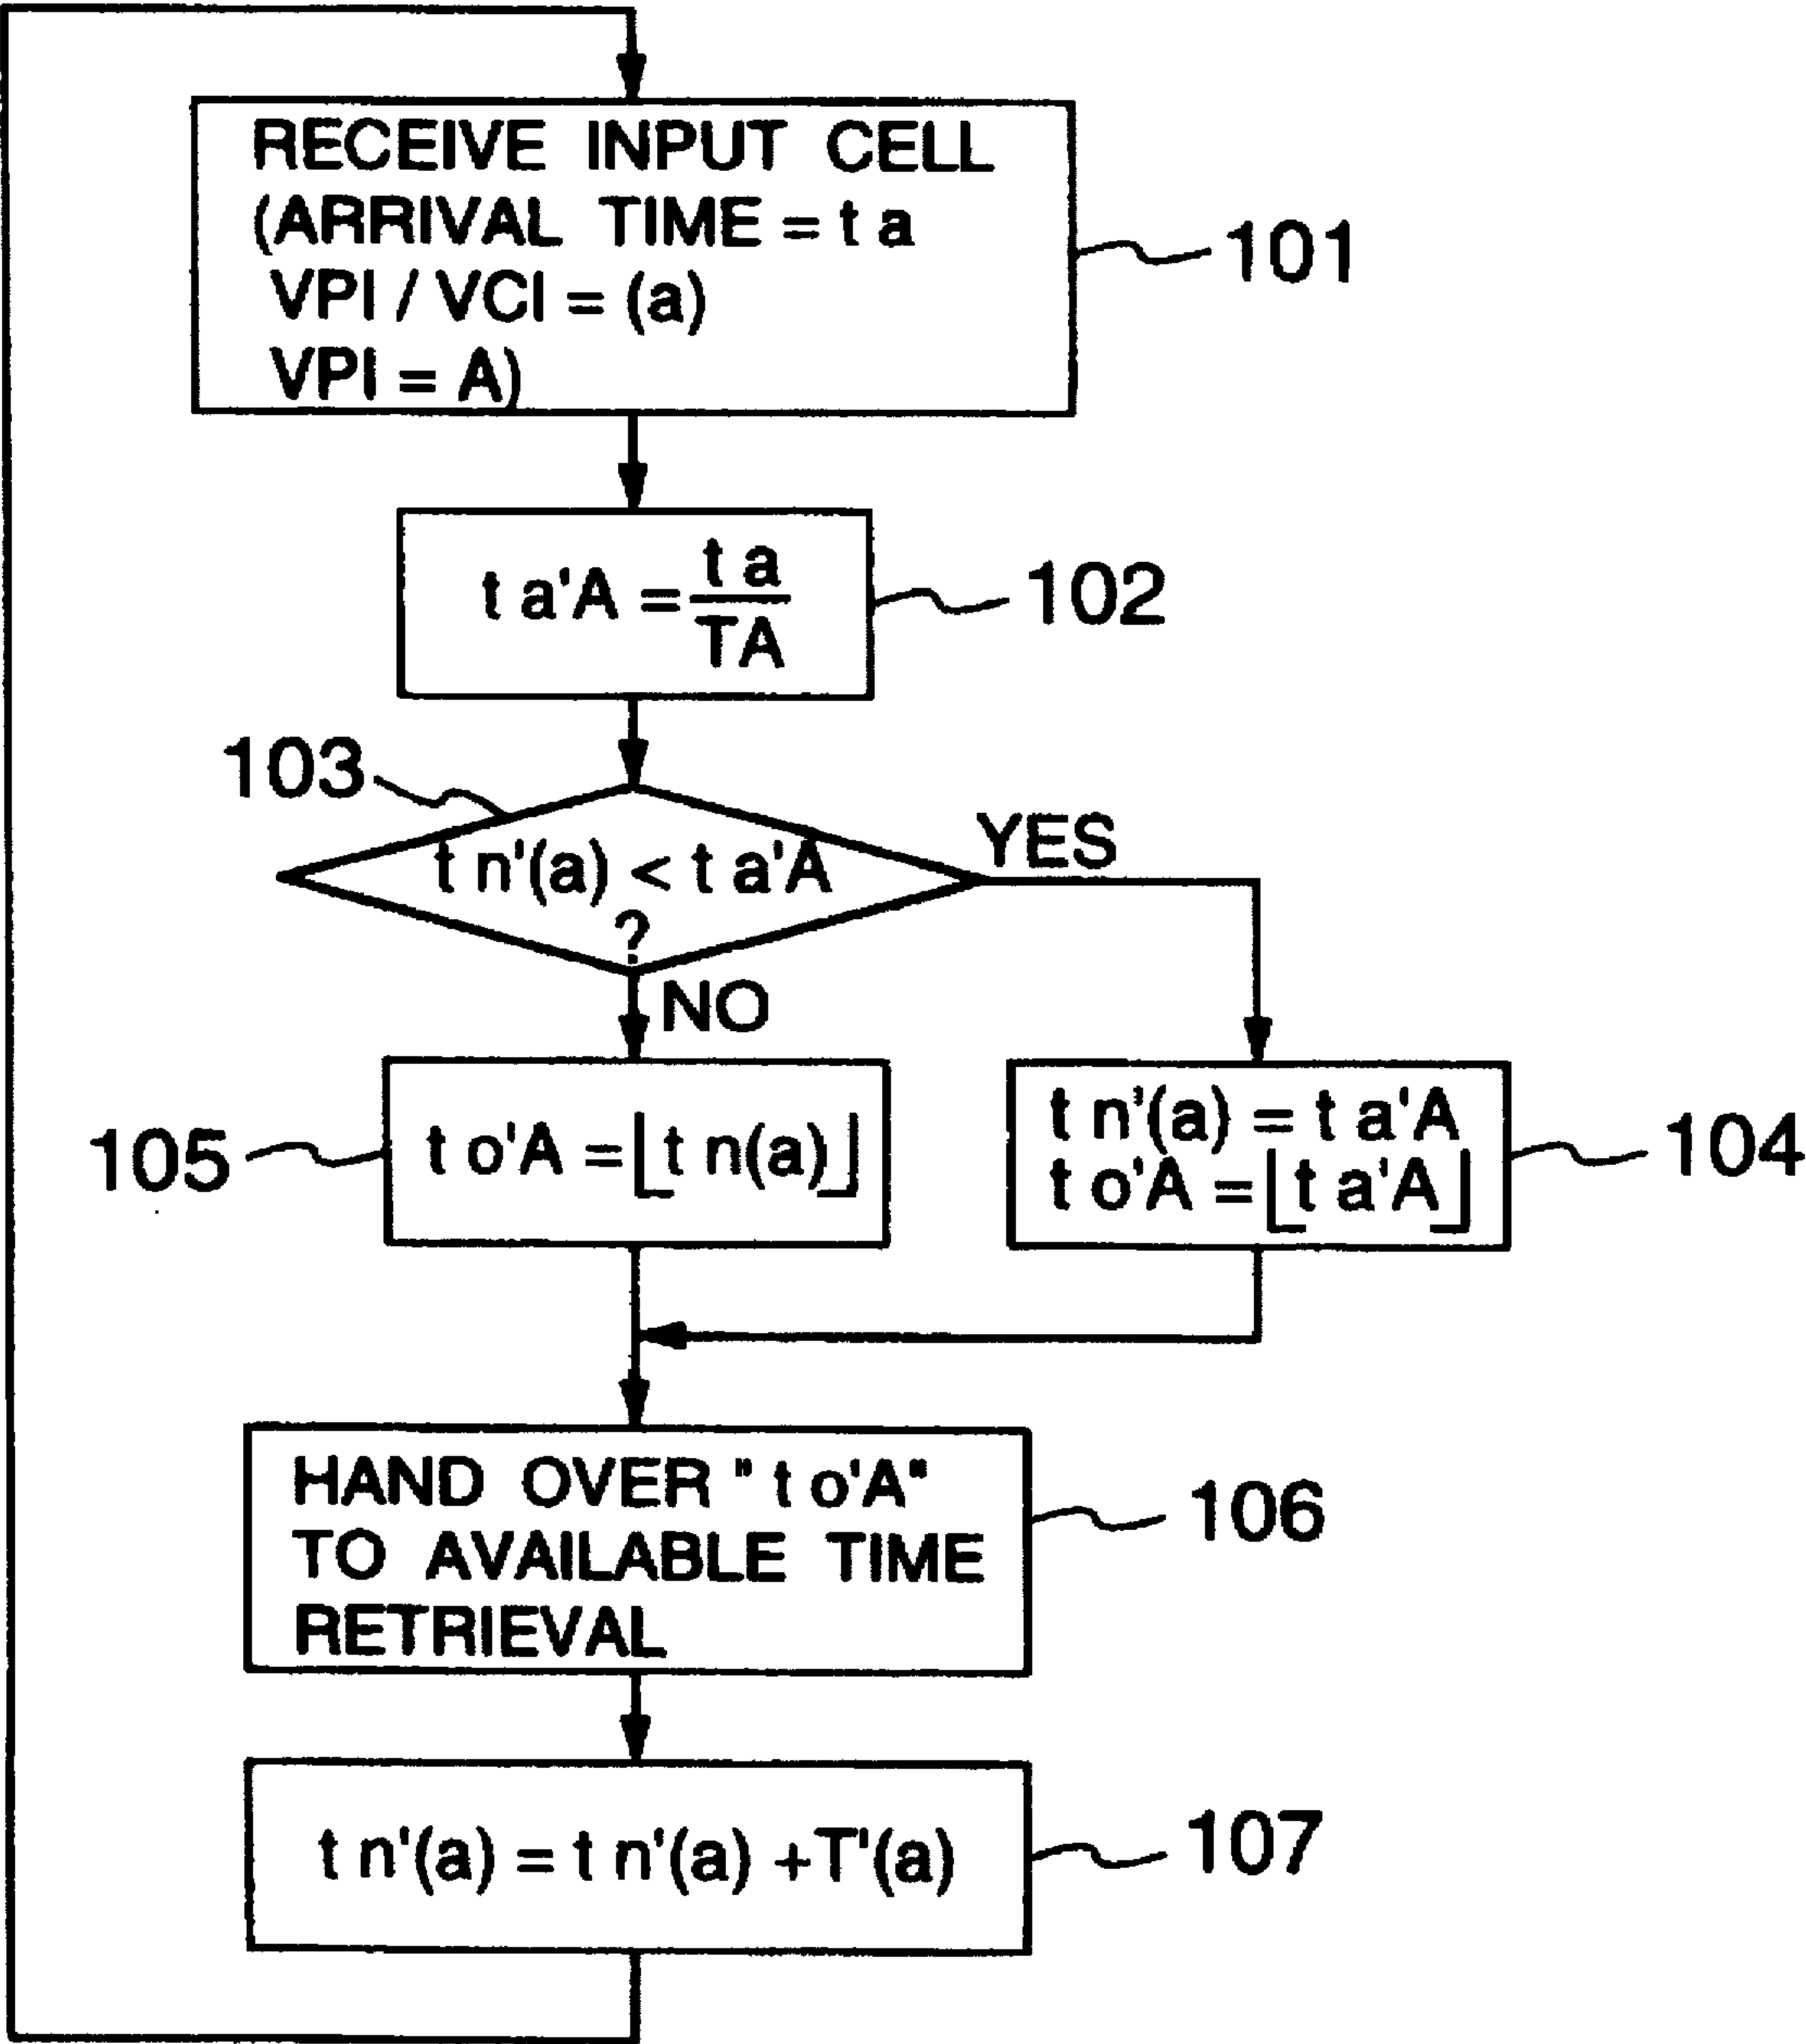 RECEIVE INPUT CELL
(ARRIVAL TIME = t a
VPI / VCI = (a)
VPI = A)
101
t a'A = t a / TA
102
103
t n'(a) < t a'A
?
YES
NO
t o'A = ⌊t n(a)⌋
105
t n'(a) = t a'A
t o'A = ⌊t a'A⌋
104
HAND OVER " t o'A"
TO AVAILABLE TIME
RETRIEVAL
106
t n'(a) = t n'(a) +T'(a)
107